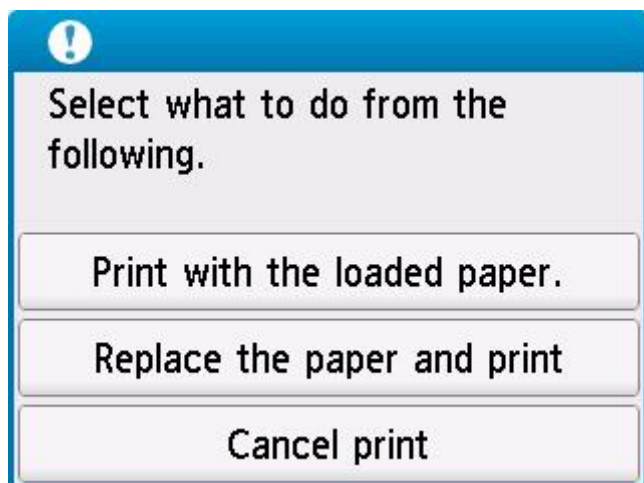 Select what to do from the
following.
Print with the loaded paper.
Replace the paper and print
Cancel print